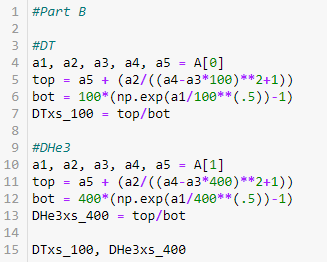 1 #Part B
2
3 #DT
4 a1, a2, a3, a4, a5 = A[0]
5 top = a5 + (a2/((a4-a3*100)**2+1))
6 bot = 100*(np.exp(a1/100**(.5))-1)
7 DTxs_100 = top/bot
8
9 #DHe3
10 a1, a2, a3, a4, a5 = A[1]
11 top = a5 + (a2/((a4-a3*400)**2+1))
12 bot = 400*(np.exp(a1/400**(.5))-1)
13 DHe3xs_400 = top/bot
14
15 DTxs_100, DHe3xs_400